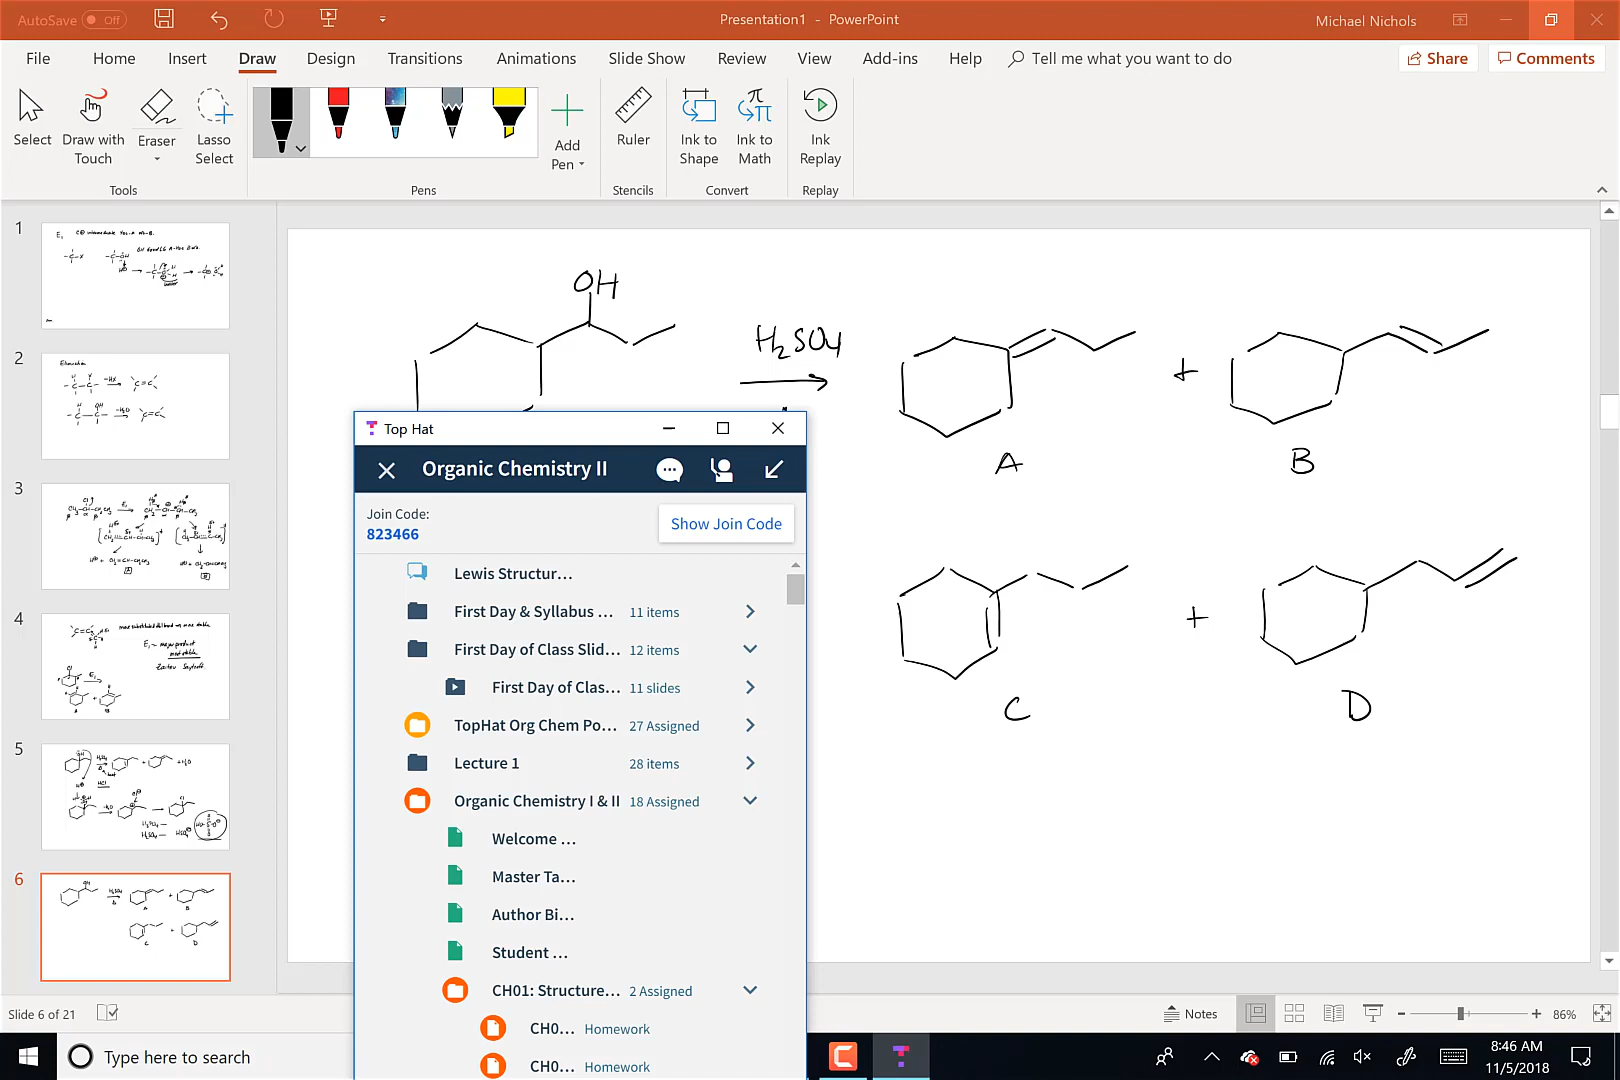 AutoSave Off
Presentation1 - PowerPoint
Michael Nichols
File Home Insert Draw Design Transitions Animations Slide Show Review View Add-ins Help Tell me what you want to do
Share Comments
Select
Draw with Touch
Eraser
Lasso Select
Add Pen
Ruler
Ink to Shape
Ink to Math
Ink Replay
Tools Pens Stencils Convert Replay
1
2
3
4
5
6
OH
H₂SO₄
+
A
B
C
+
D
Top Hat
Organic Chemistry II
Join Code:
823466
Show Join Code
Lewis Structur...
First Day & Syllabus ... 11 items
First Day of Class Slid... 12 items
First Day of Clas... 11 slides
TopHat Org Chem Po... 27 Assigned
Lecture 1 28 items
Organic Chemistry I & II 18 Assigned
Welcome ...
Master Ta...
Author Bi...
Student ...
CH01: Structure... 2 Assigned
CH0... Homework
CH0... Homework
Slide 6 of 21
Notes
86%
Type here to search
8:46 AM
11/5/2018